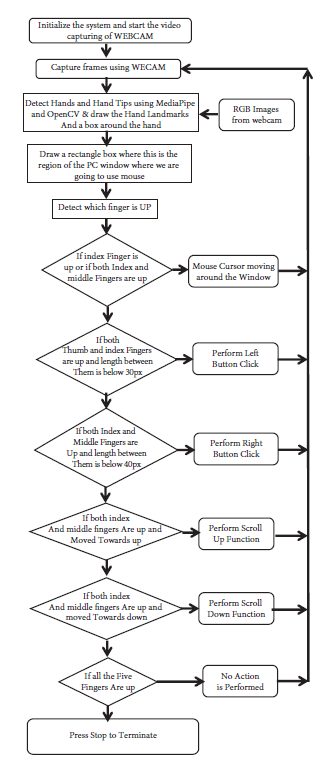 Initialize the system and start the video
capturing of WEBCAM
Capture frames using WECAM
Detect Hands and Hand Tips using MediaPipe
and OpenCV & draw the Hand Landmarks
And a box around the hand
RGB Images
from webcam
Draw a rectangle box where this is the
region of the PC window where we are
going to use mouse
Detect which finger is UP
If index Finger is
up or if both Index and
middle Fingers are up
Mouse Cursor moving
around the Window
If both
Thumb and index Fingers
are up and length between
Them is below 30px
Perform Left
Button Click
If both Index and
Middle Fingers are
Up and length between
Them is below 40px
Perform Right
Button Click
If both index
And middle fingers Are up and
Moved Towards up
Perform Scroll
Up Function
If both index
And middle fingers Are up and
moved Towards down
Perform Scroll
Down Function
If all the Five
Fingers Are up
No Action
is Performed
Press Stop to Terminate